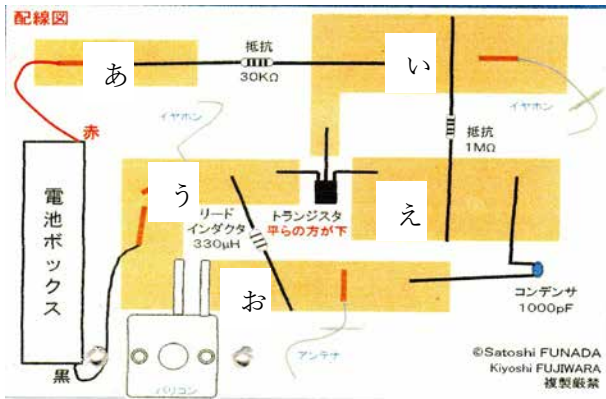 配線図
あ
抵抗
30KΩ
い
イヤホン
赤
イヤホン
抵抗
1MΩ
電池ボックス
う
リード
インダクタ
330μH
トランジスタ
平らの方が下
え
お
コンデンサ
1000pF
黒
バリコン
アンテナ
©Satoshi FUNADA
Kiyoshi FUJIWARA
複製厳禁